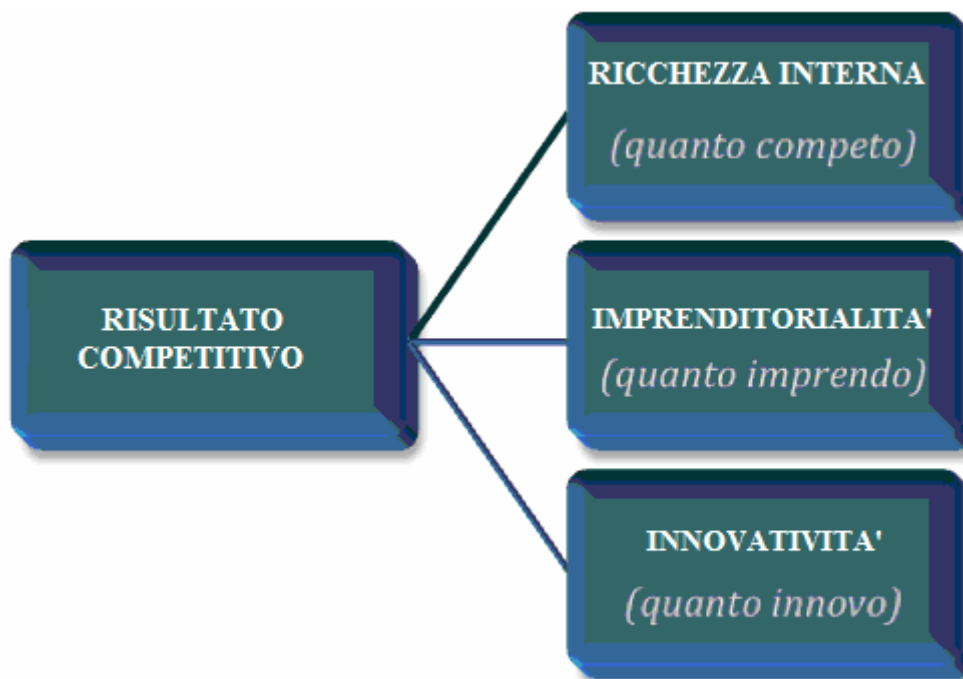 RISULTATO
COMPETITIVO
RICCHEZZA INTERNA
(quanto competo)
IMPRENDITORIALITA'
(quanto imprendo)
INNOVATIVITA'
(quanto innovo)